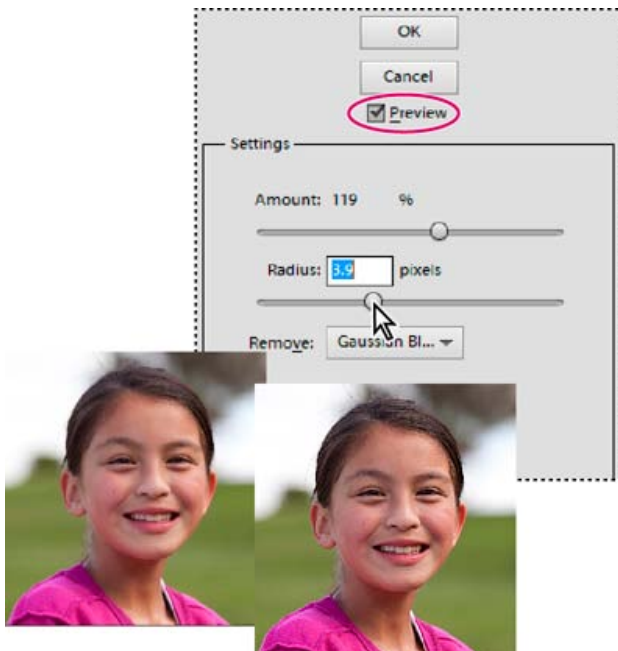 OK
Cancel
Preview
Settings
Amount: 119 %
Radius: 3.9 pixels
Remove: Gaussian Bl...